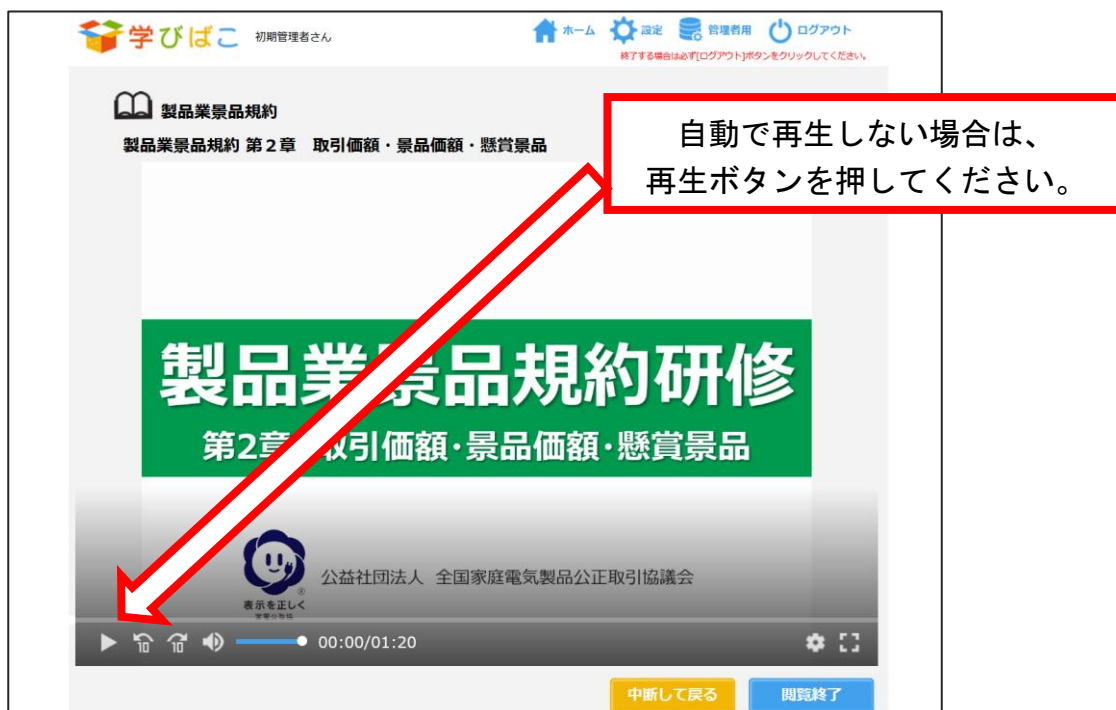 学びばこ 初期管理者さん ホーム 設定 管理者用 ログアウト
終了する場合は必ず[ログアウト]ボタンをクリックしてください。
製品業景品規約
製品業景品規約 第２章　取引価額・景品価額・懸賞景品
自動で再生しない場合は、
再生ボタンを押してください。
製品業景品規約研修
第2章 取引価額・景品価額・懸賞景品
公益社団法人 全国家庭電気製品公正取引協議会
表示を正しく
10 10 00:00/01:20
中断して戻る 閲覧終了